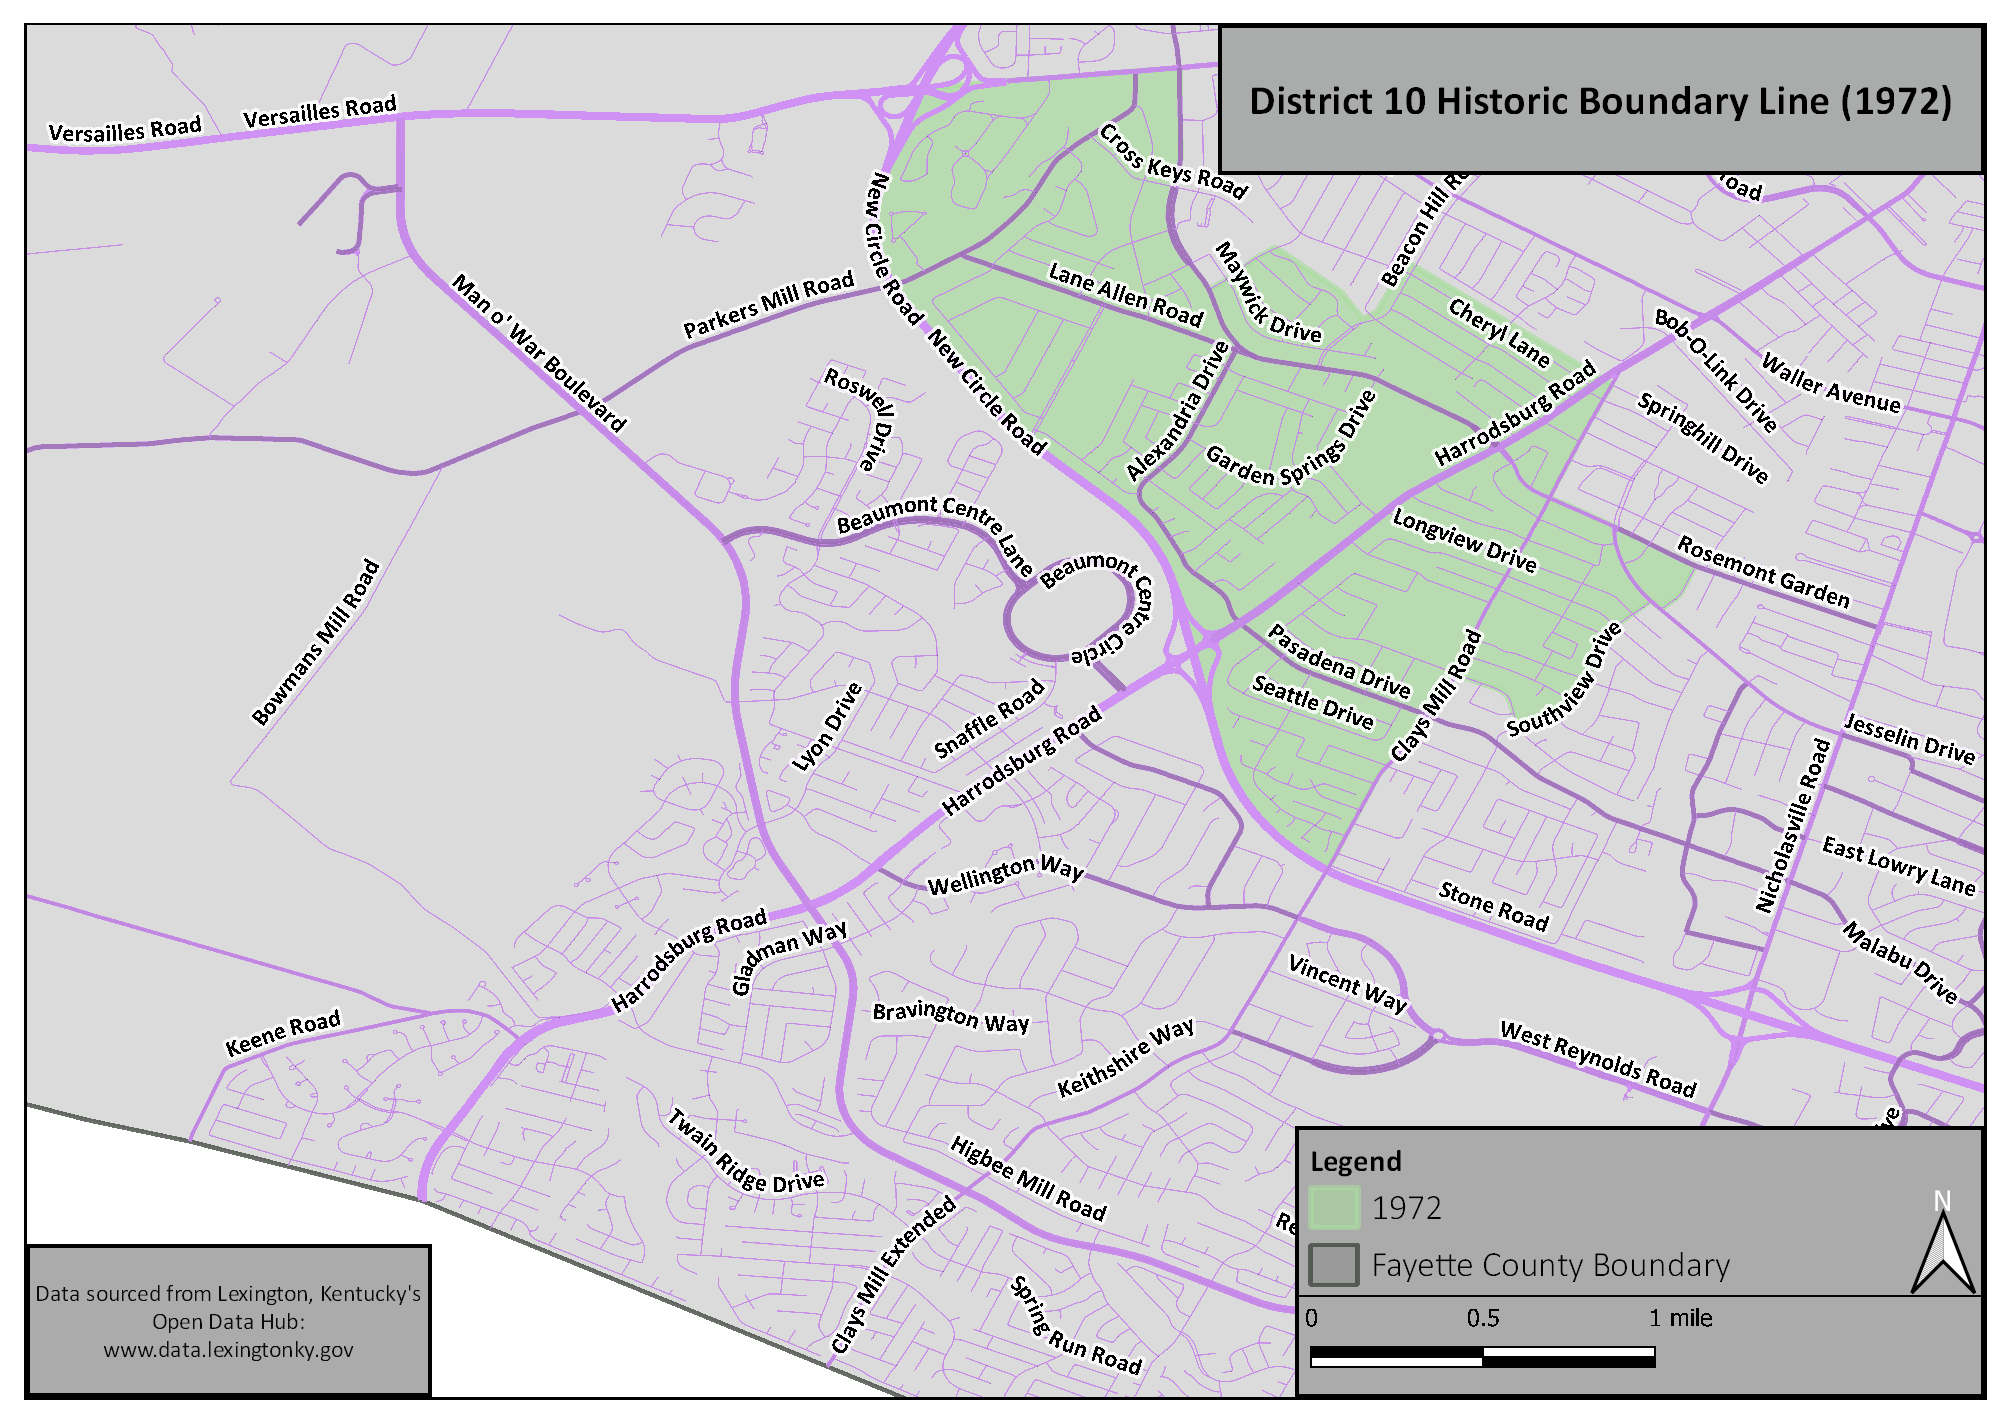 District 10 Historic Boundary Line (1972)
Versailles Road
Versailles Road
Cross Keys Road
Beacon Hill
New Circle Road
Maywick Drive
Lane Allen Road
Man o' War Boulevard
Parkers Mill Road
Cheryl Lane
Bob-O-Link Drive
Waller Avenue
New Circle Road
Roswell Drive
Alexandria Drive
Garden Springs Drive
Harrodsburg Road
Springhill Drive
Beaumont Centre Lane
Longview Drive
Rosemont Garden
Beaumont Centre Circle
Bowmans Mill Road
Pasadena Drive
Seattle Drive
Clays Mill Road
Southview Drive
Lyon Drive
Snaffle Road
Harrodsburg Road
Jesselin Drive
Nicholasville Road
East Lowry Lane
Wellington Way
Stone Road
Harrodsburg Road
Gladman Way
Malabu Drive
Vincent Way
Bravington Way
Keene Road
Keithshire Way
West Reynolds Road
Twain Ridge Drive
Higbee Mill Road
Clays Mill Extended
Spring Run Road
Legend
1972
Fayette County Boundary
N
0 0.5 1 mile
Data sourced from Lexington, Kentucky's
Open Data Hub:
www.data.lexingtonky.gov